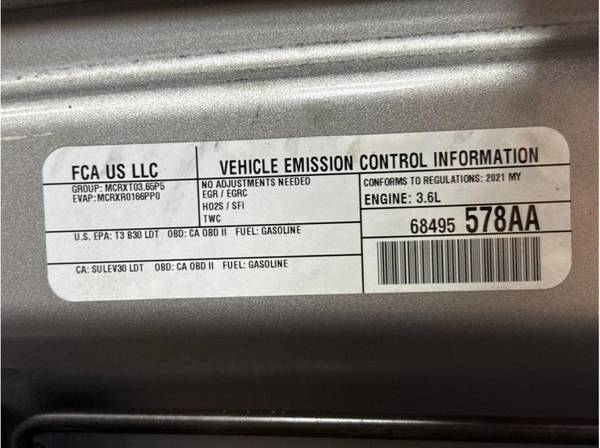 FCA US LLC
GROUP: MCRXT03.65P5
EVAP: MCRXR0166PP0
VEHICLE EMISSION CONTROL INFORMATION
NO ADJUSTMENTS NEEDED
EGR / EGRC
HO2S / SFI
TWC
CONFORMS TO REGULATIONS: 2021 MY
ENGINE: 3.6L
68495 578AA
U.S. EPA: T3 B30 LDT OBD: CA OBD II FUEL: GASOLINE
CA: SULEV30 LDT OBD: CA OBD II FUEL: GASOLINE